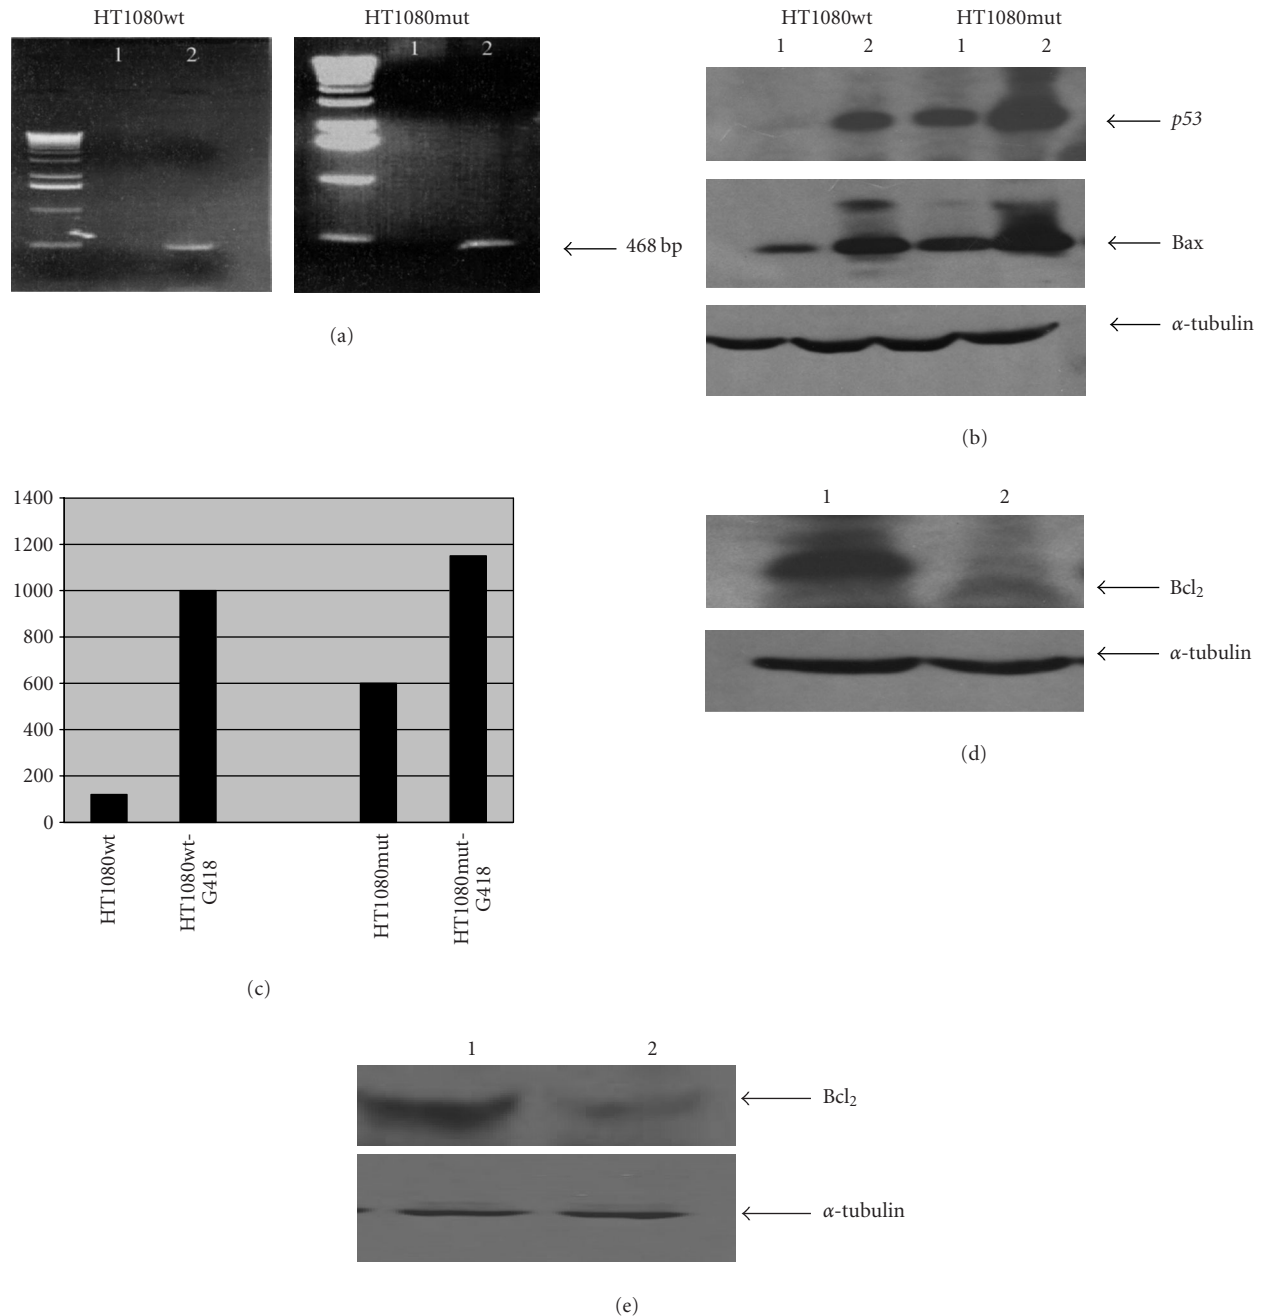 HT1080wt
HT1080mut
1 2
1 2
468 bp
(a)
HT1080wt HT1080mut
1 2 1 2
p53
Bax
α-tubulin
(b)
1400
1200
1000
800
600
400
200
0
HT1080wt
HT1080wt-
G418
HT1080mut
HT1080mut-
G418
(c)
1 2
Bcl₂
α-tubulin
(d)
1 2
Bcl₂
α-tubulin
(e)